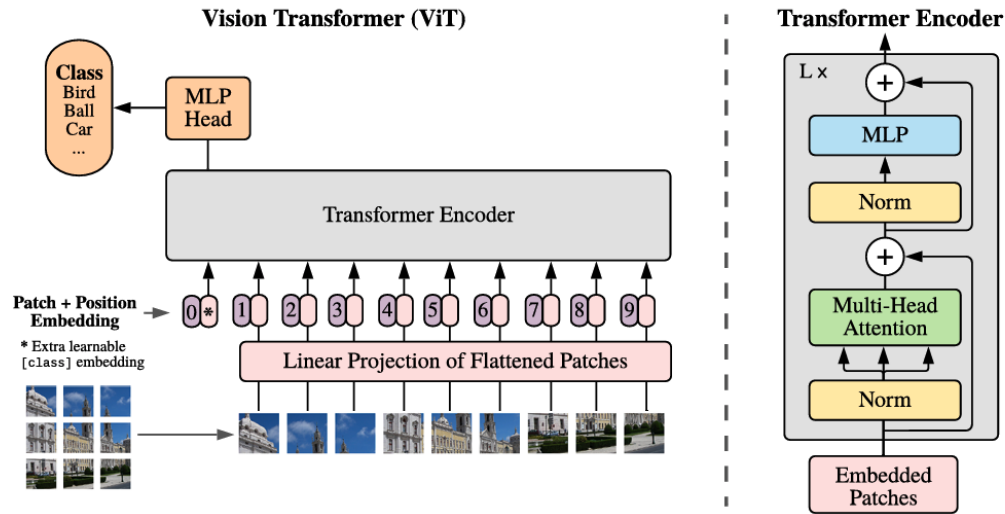 Vision Transformer (ViT)
Class
Bird
Ball
Car
...
MLP
Head
Transformer Encoder
Patch + Position
Embedding
* Extra learnable
[class] embedding
0 * 1 2 3 4 5 6 7 8 9
Linear Projection of Flattened Patches
Transformer Encoder
L x
+
MLP
Norm
+
Multi-Head
Attention
Norm
Embedded
Patches